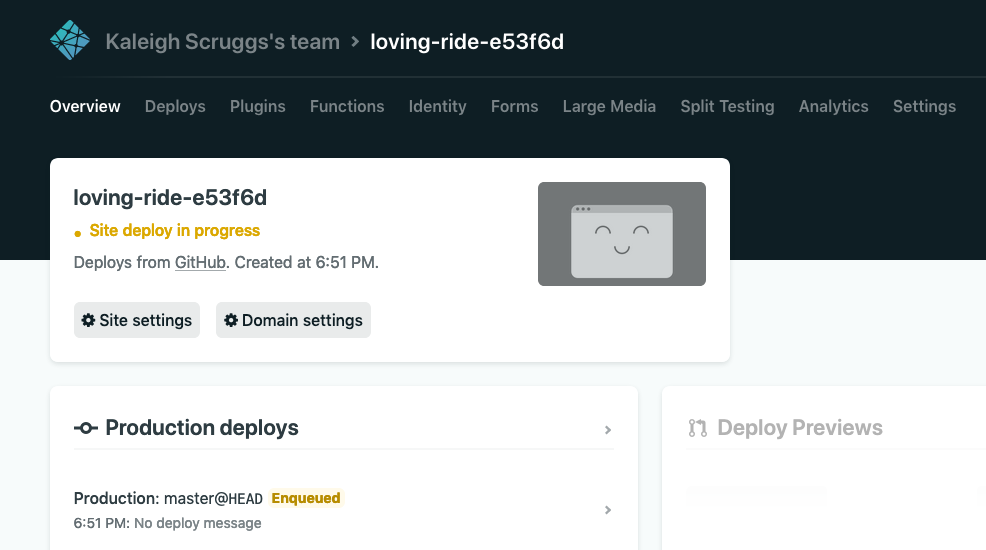 Kaleigh Scruggs's team > loving-ride-e53f6d
Overview Deploys Plugins Functions Identity Forms Large Media Split Testing Analytics Settings
loving-ride-e53f6d
Site deploy in progress
Deploys from GitHub. Created at 6:51 PM.
Site settings Domain settings
Production deploys
Production: master@HEAD Enqueued
6:51 PM: No deploy message
Deploy Previews